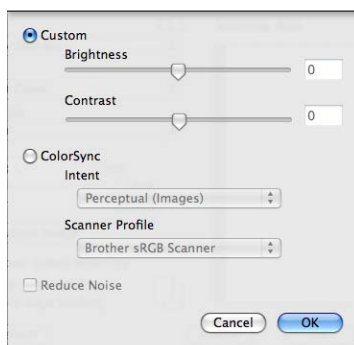 Custom
Brightness
0
Contrast
0
ColorSync
Intent
Perceptual (Images)
Scanner Profile
Brother sRGB Scanner
Reduce Noise
Cancel OK